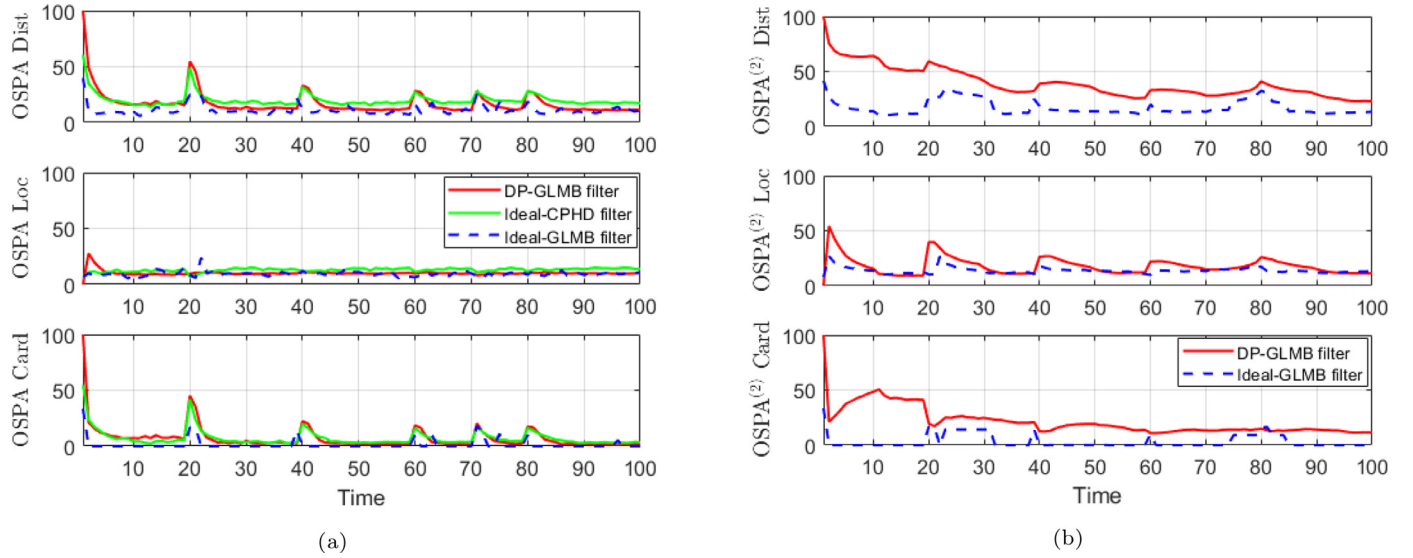 OSPA Dist
100
50
0
10 20 30 40 50 60 70 80 90 100
OSPA Loc
100
50
0
DP-GLMB filter
Ideal-CPHD filter
Ideal-GLMB filter
10 20 30 40 50 60 70 80 90 100
OSPA Card
100
50
0
10 20 30 40 50 60 70 80 90 100
Time
(a)
OSPA⁽²⁾ Dist
100
50
0
10 20 30 40 50 60 70 80 90 100
OSPA⁽²⁾ Loc
100
50
0
10 20 30 40 50 60 70 80 90 100
OSPA⁽²⁾ Card
100
50
0
DP-GLMB filter
Ideal-GLMB filter
10 20 30 40 50 60 70 80 90 100
Time
(b)